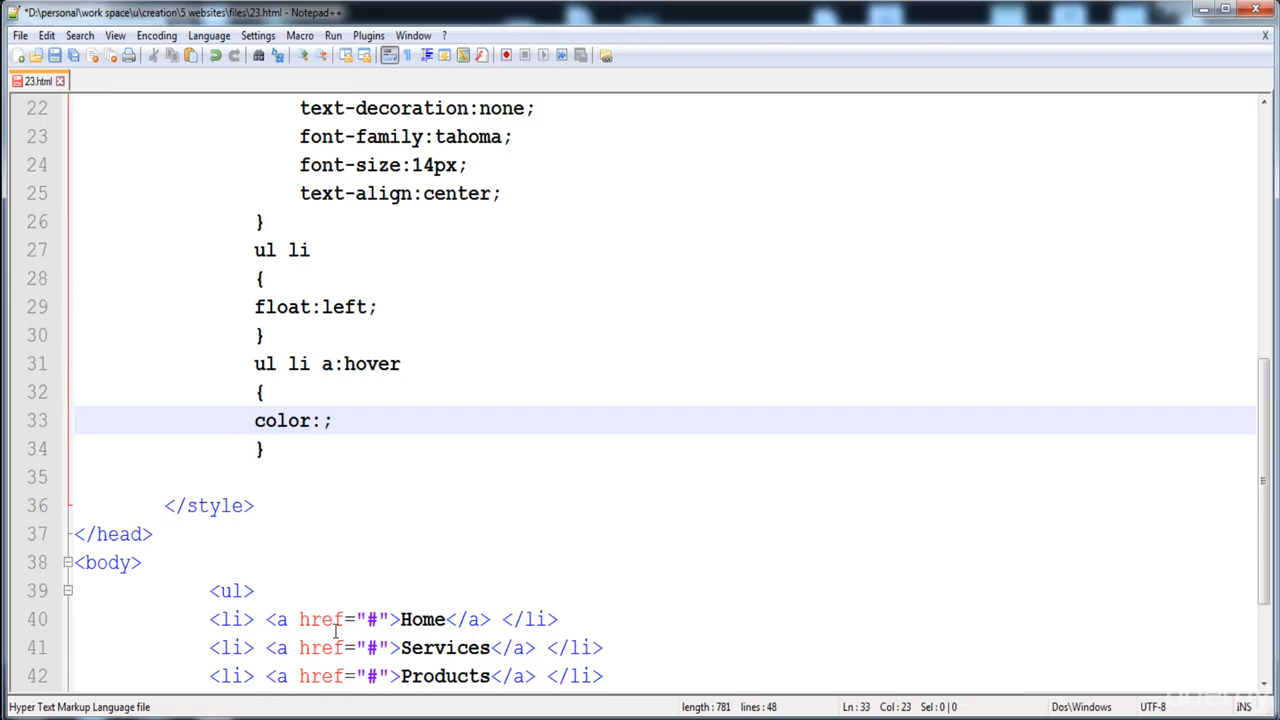 *D:\personal\work space\u\creation\5 websites\files\23.html - Notepad++
File Edit Search View Encoding Language Settings Macro Run Plugins Window ? X
23.html
22 text-decoration:none;
23 font-family:tahoma;
24 font-size:14px;
25 text-align:center;
26 }
27 ul li
28 {
29 float:left;
30 }
31 ul li a:hover
32 {
33 color:;
34 }
35
36 </style>
37 </head>
38 <body>
39 <ul>
40 <li> <a href="#">Home</a> </li>
41 <li> <a href="#">Services</a> </li>
42 <li> <a href="#">Products</a> </li>
Hyper Text Markup Language file length : 781 lines : 48 Ln : 33 Col : 23 Sel : 0 | 0 Dos\Windows UTF-8 INS